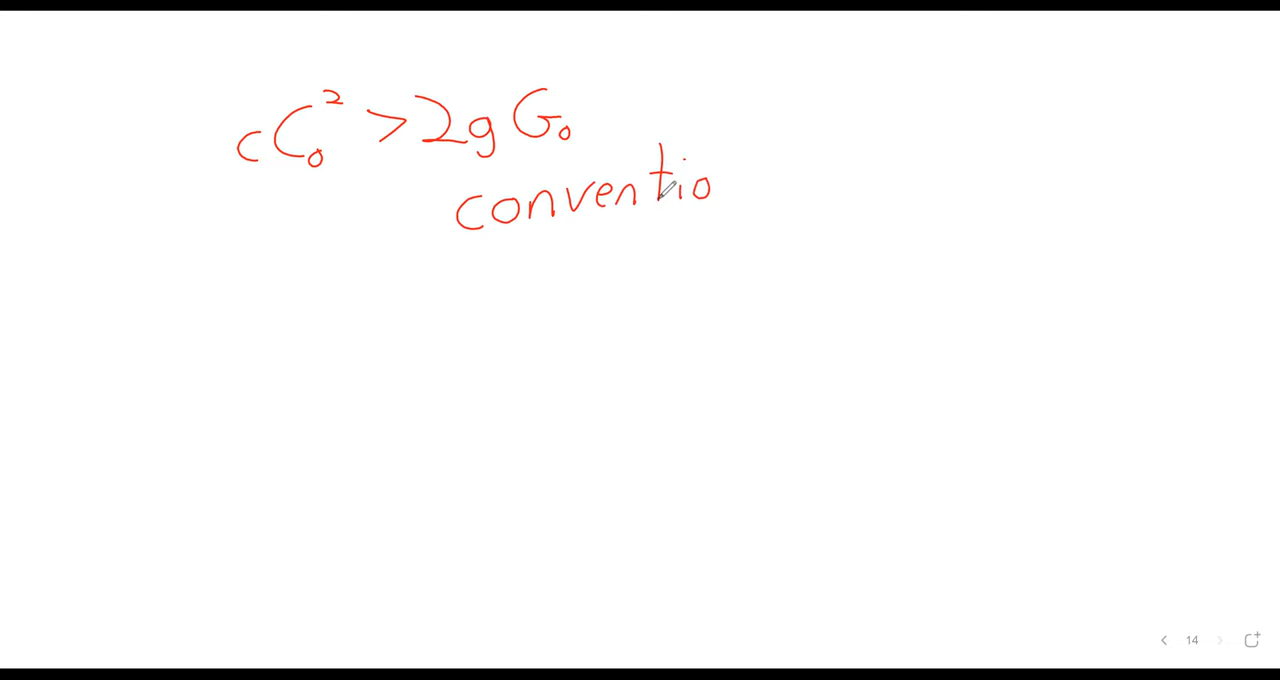 cC₀² > 2gG₀
conventio
14